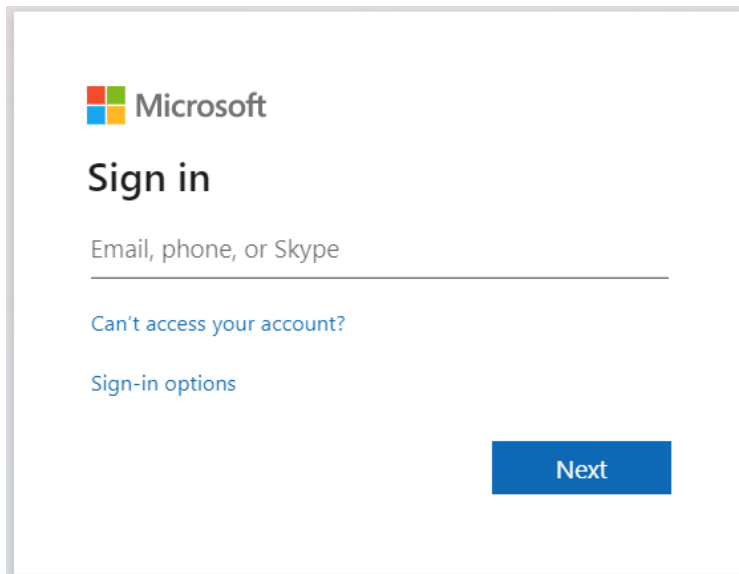 Microsoft
Sign in
Email, phone, or Skype
Can't access your account?
Sign-in options
Next